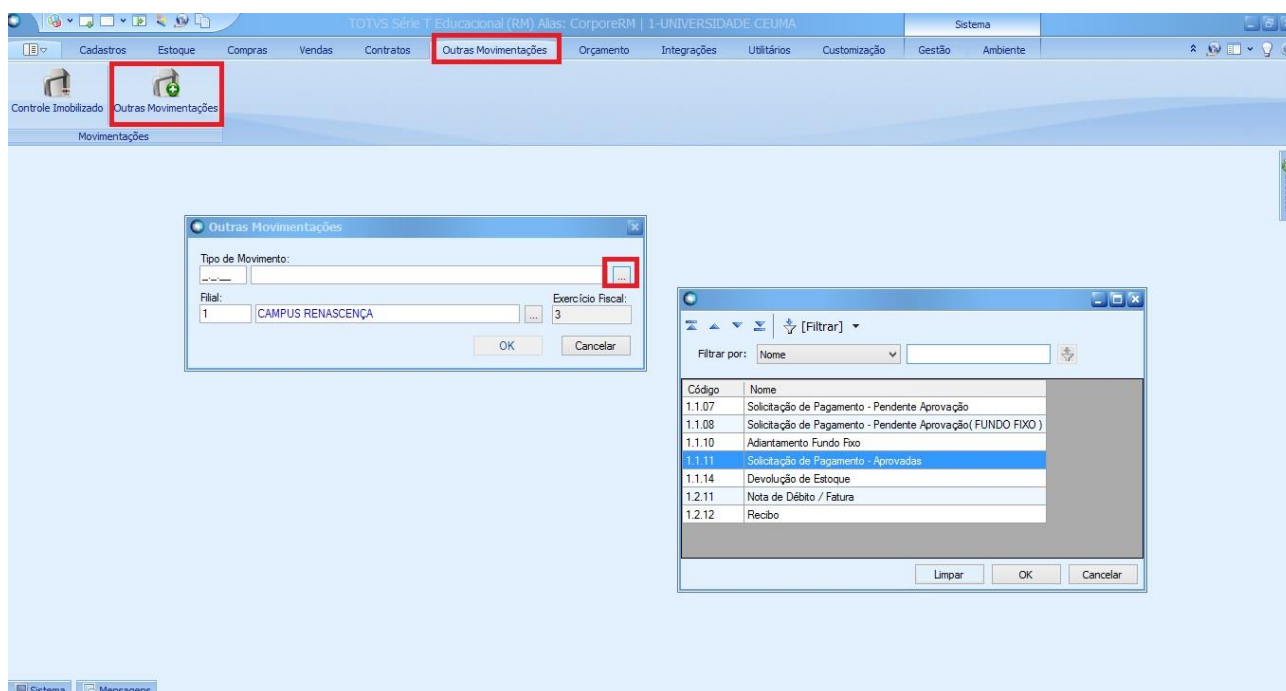 TOTVS Série T Educacional (RM) Alias: CorporeRM | 1-UNIVERSIDADE CEUMA
Sistema
Cadastros Estoque Compras Vendas Contratos Outras Movimentações Orçamento Integrações Utilitários Customização Gestão Ambiente
Controle Imobilizado Outras Movimentações
Movimentações
Outras Movimentações
Tipo de Movimento:
_._.__
...
Filial: Exercício Fiscal:
1 CAMPUS RENASCENÇA ... 3
OK Cancelar
[Filtrar]
Filtrar por: Nome
Código Nome
1.1.07 Solicitação de Pagamento - Pendente Aprovação
1.1.08 Solicitação de Pagamento - Pendente Aprovação( FUNDO FIXO )
1.1.10 Adiantamento Fundo Fixo
1.1.11 Solicitação de Pagamento - Aprovadas
1.1.14 Devolução de Estoque
1.2.11 Nota de Débito / Fatura
1.2.12 Recibo
Limpar OK Cancelar
Sistema Mensagens